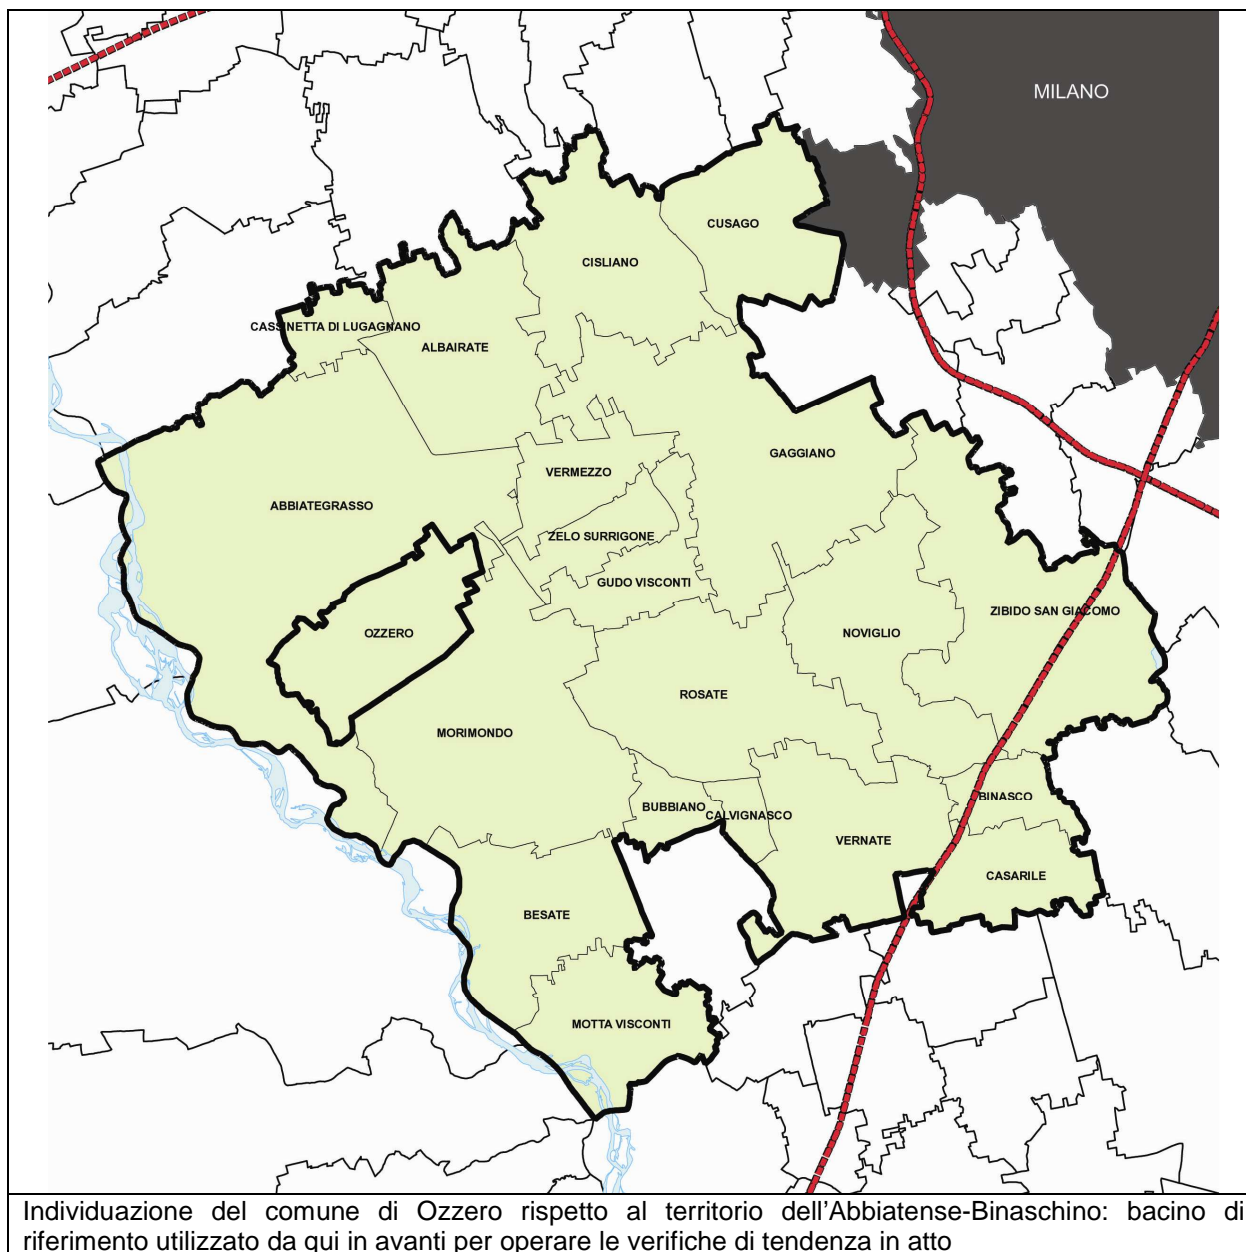 MILANO
CUSAGO
CISLIANO
CASSINETTA DI LUGAGNANO
ALBAIRATE
GAGGIANO
VERMEZZO
ABBIATEGRASSO
ZELO SURRIGONE
GUDO VISCONTI
ZIBIDO SAN GIACOMO
OZZERO
NOVIGLIO
ROSATE
MORIMONDO
BINASCO
BUBBIANO
CALVIGNASCO
VERNATE
CASARILE
BESATE
MOTTA VISCONTI
Individuazione del comune di Ozzero rispetto al territorio dell'Abbiatense-Binaschino: bacino di
riferimento utilizzato da qui in avanti per operare le verifiche di tendenza in atto